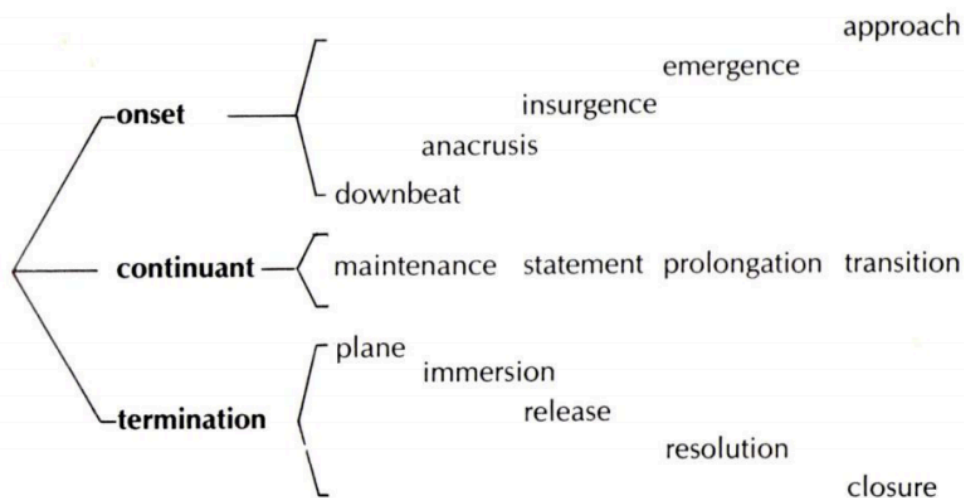 approach
emergence
insurgence
onset
anacrusis
downbeat
continuant maintenance statement prolongation transition
plane
immersion
termination release
resolution
closure